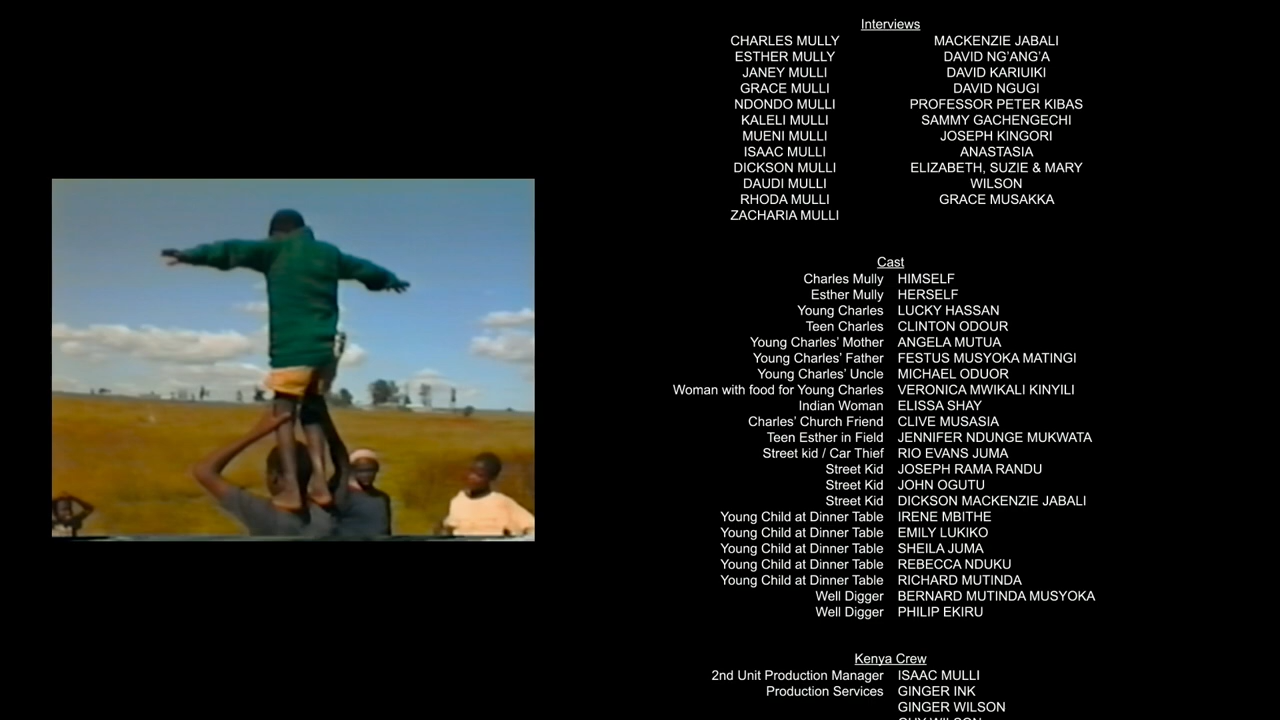 Interviews
CHARLES MULLY MACKENZIE JABALI
ESTHER MULLY DAVID NG'ANG'A
JANEY MULLI DAVID KARIUIKI
GRACE MULLI DAVID NGUGI
NDONDO MULLI PROFESSOR PETER KIBAS
KALELI MULLI SAMMY GACHENGECHI
MUENI MULLI JOSEPH KINGORI
ISAAC MULLI ANASTASIA
DICKSON MULLI ELIZABETH, SUZIE & MARY
DAUDI MULLI WILSON
RHODA MULLI GRACE MUSAKKA
ZACHARIA MULLI
Cast
Charles Mully HIMSELF
Esther Mully HERSELF
Young Charles LUCKY HASSAN
Teen Charles CLINTON ODOUR
Young Charles' Mother ANGELA MUTUA
Young Charles' Father FESTUS MUSYOKA MATINGI
Young Charles' Uncle MICHAEL ODUOR
Woman with food for Young Charles VERONICA MWIKALI KINYILI
Indian Woman ELISSA SHAY
Charles' Church Friend CLIVE MUSASIA
Teen Esther in Field JENNIFER NDUNGE MUKWATA
Street kid / Car Thief RIO EVANS JUMA
Street Kid JOSEPH RAMA RANDU
Street Kid JOHN OGUTU
Street Kid DICKSON MACKENZIE JABALI
Young Child at Dinner Table IRENE MBITHE
Young Child at Dinner Table EMILY LUKIKO
Young Child at Dinner Table SHEILA JUMA
Young Child at Dinner Table REBECCA NDUKU
Young Child at Dinner Table RICHARD MUTINDA
Well Digger BERNARD MUTINDA MUSYOKA
Well Digger PHILIP EKIRU
Kenya Crew
2nd Unit Production Manager ISAAC MULLI
Production Services GINGER INK
GINGER WILSON